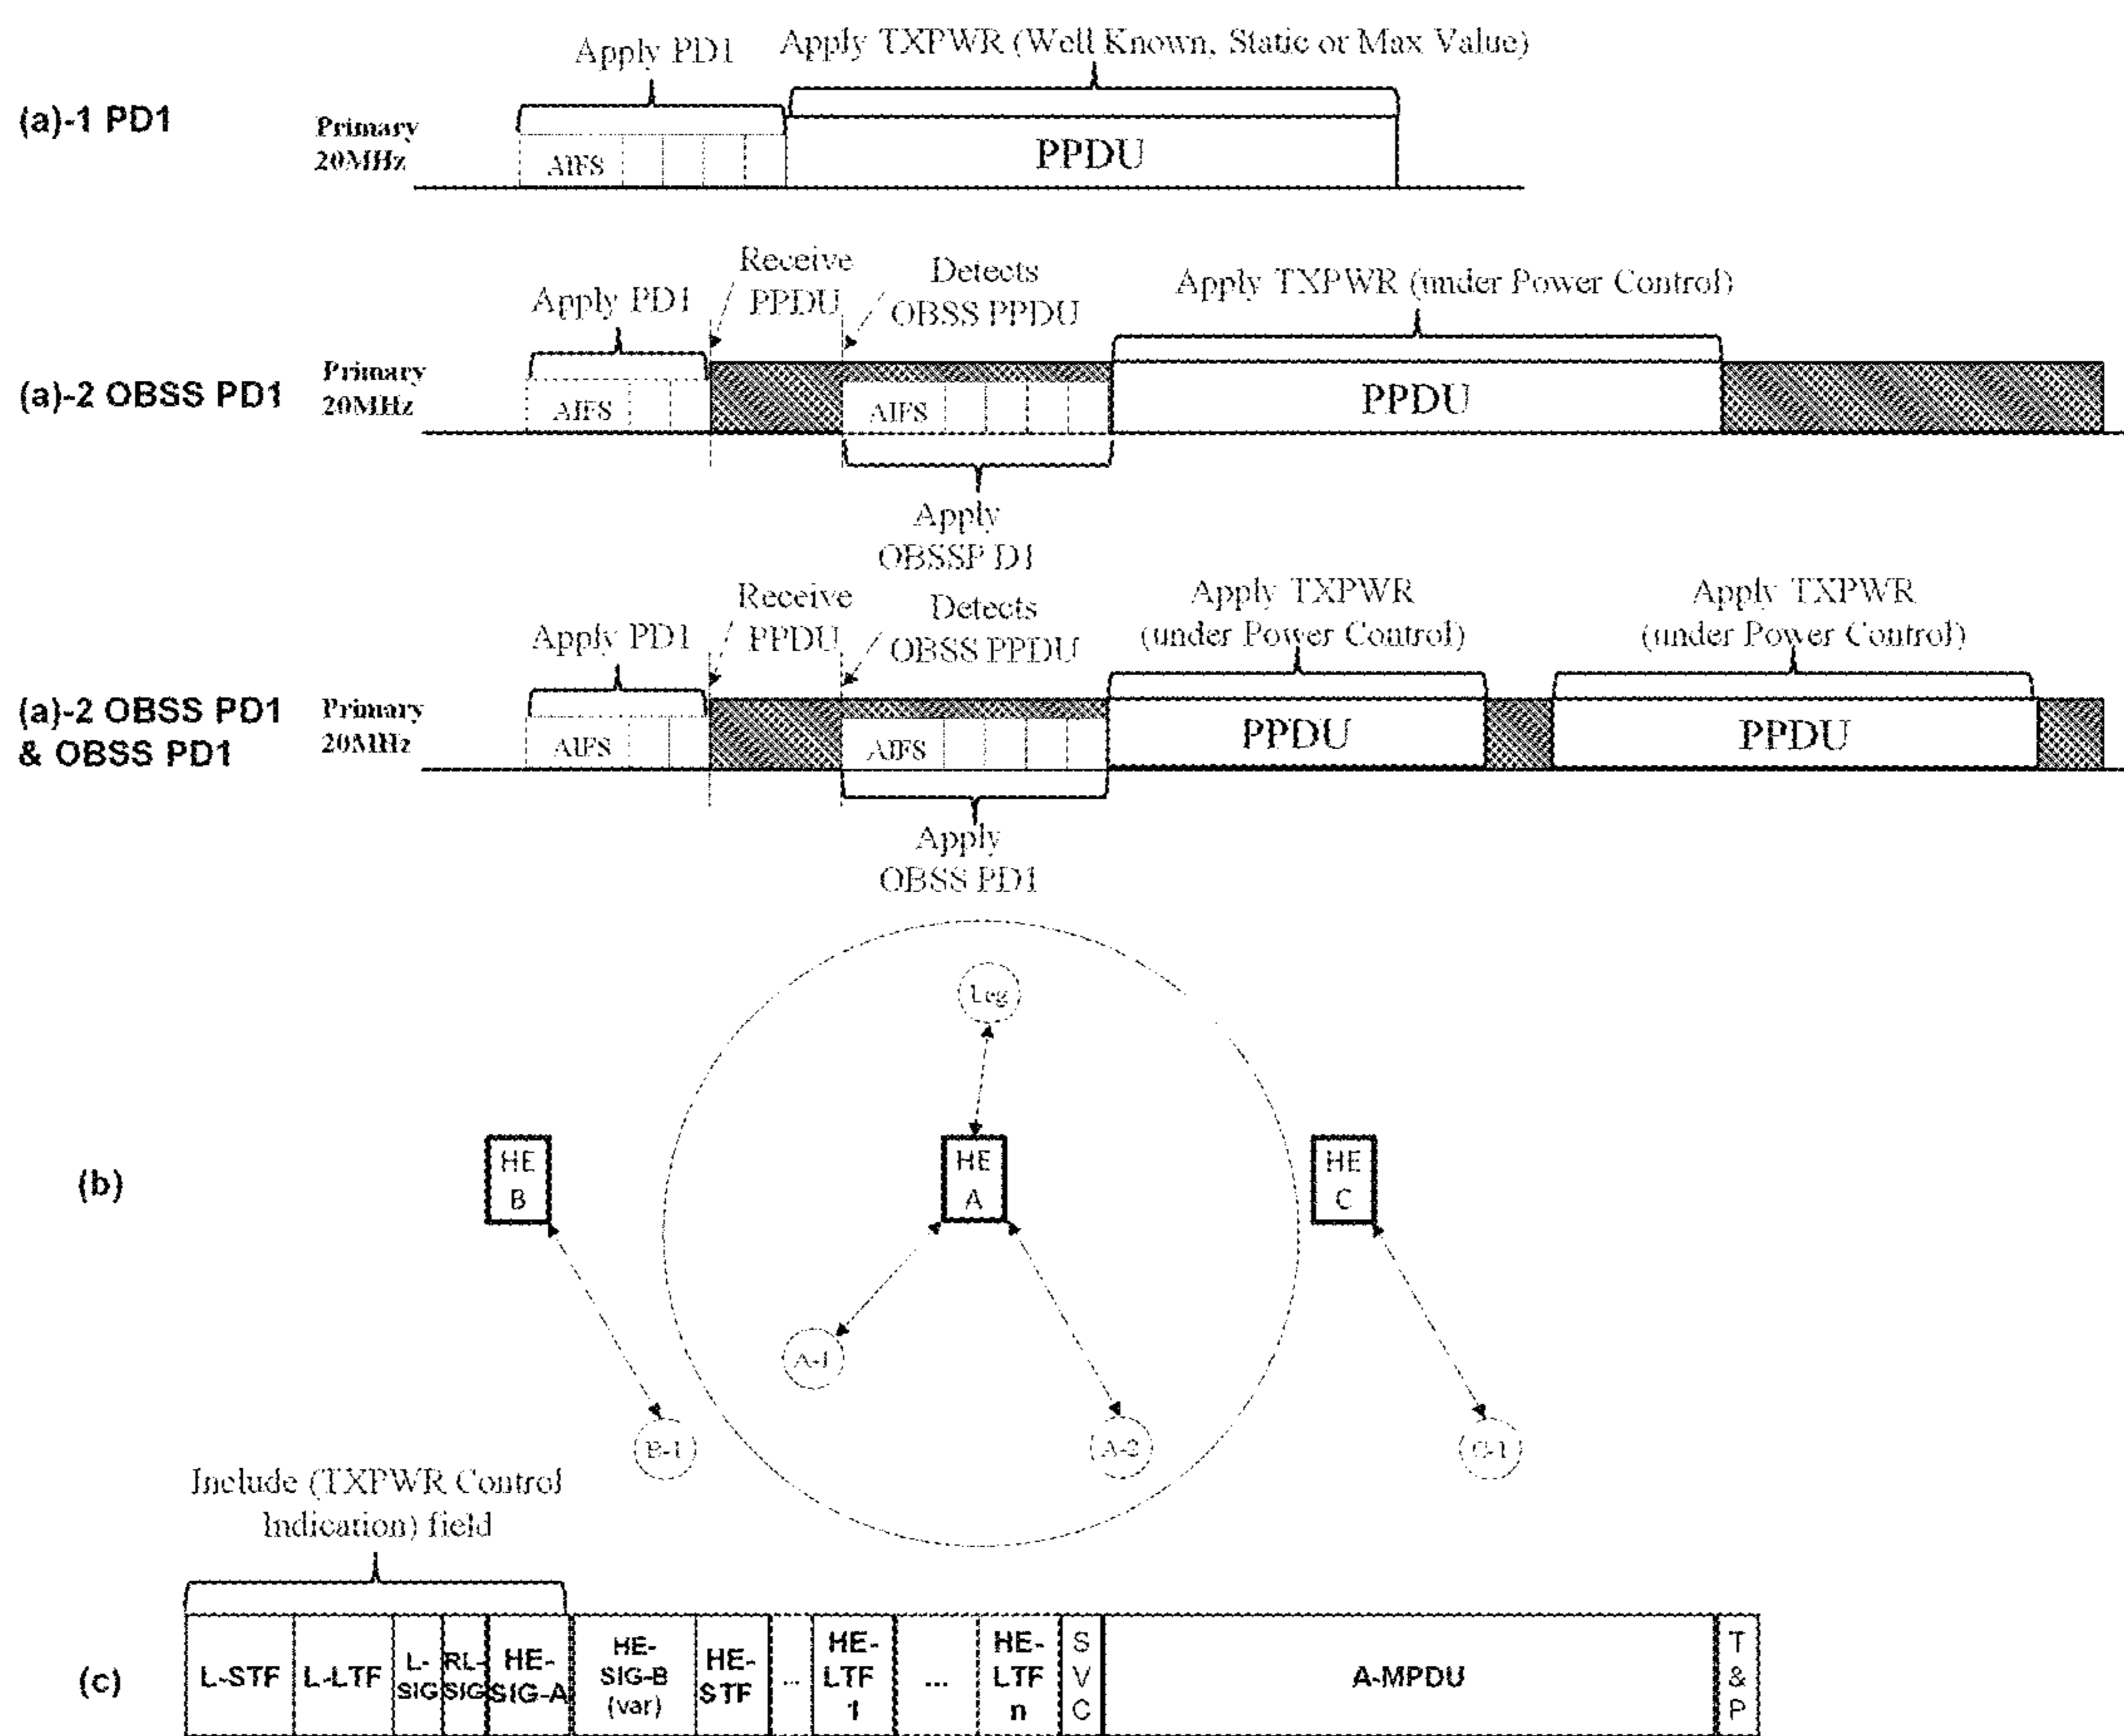 Apply PD1
Apply TXPWR (Well Known, Static or Max Value)
(a)-1 PD1
Primary
20MHz
AIFS
PPDU
Receive
PPDU
Detects
OBSS PPDU
Apply PD1
Apply TXPWR (under Power Control)
(a)-2 OBSS PD1
Primary
20MHz
AIFS
AIFS
PPDU
Apply
OBSSP D1
Receive
PPDU
Detects
OBSS PPDU
Apply PD1
Apply TXPWR
(under Power Control)
Apply TXPWR
(under Power Control)
(a)-2 OBSS PD1
& OBSS PD1
Primary
20MHz
AIFS
AIFS
PPDU
PPDU
Apply
OBSS PD1
(b)
Leg
HE
B
HE
A
HE
C
A-1
B-1
A-2
C-1
Include (TXPWR Control
Indication) field
(c)
L-STF
L-LTF
L-
SIG
RL-
SIG
HE-
SIG-A
HE-
SIG-B
(var)
HE-
STF
...
HE-
LTF
1
...
HE-
LTF
n
S
V
C
A-MPDU
T
&
P